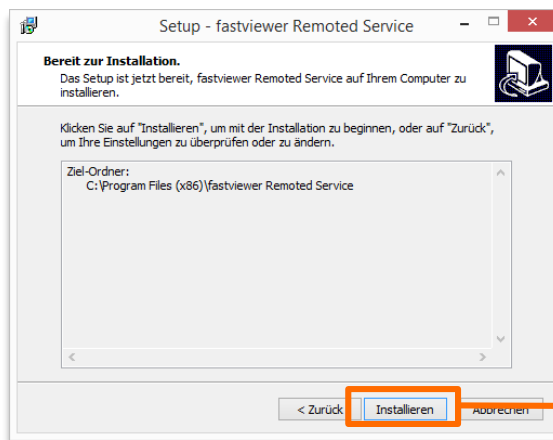 Setup - fastviewer Remoted Service
Bereit zur Installation.
Das Setup ist jetzt bereit, fastviewer Remoted Service auf Ihrem Computer zu
installieren.
Klicken Sie auf "Installieren", um mit der Installation zu beginnen, oder auf "Zurück",
um Ihre Einstellungen zu überprüfen oder zu ändern.
Ziel-Ordner:
C:\Program Files (x86)\fastviewer Remoted Service
< Zurück Installieren Abbrechen